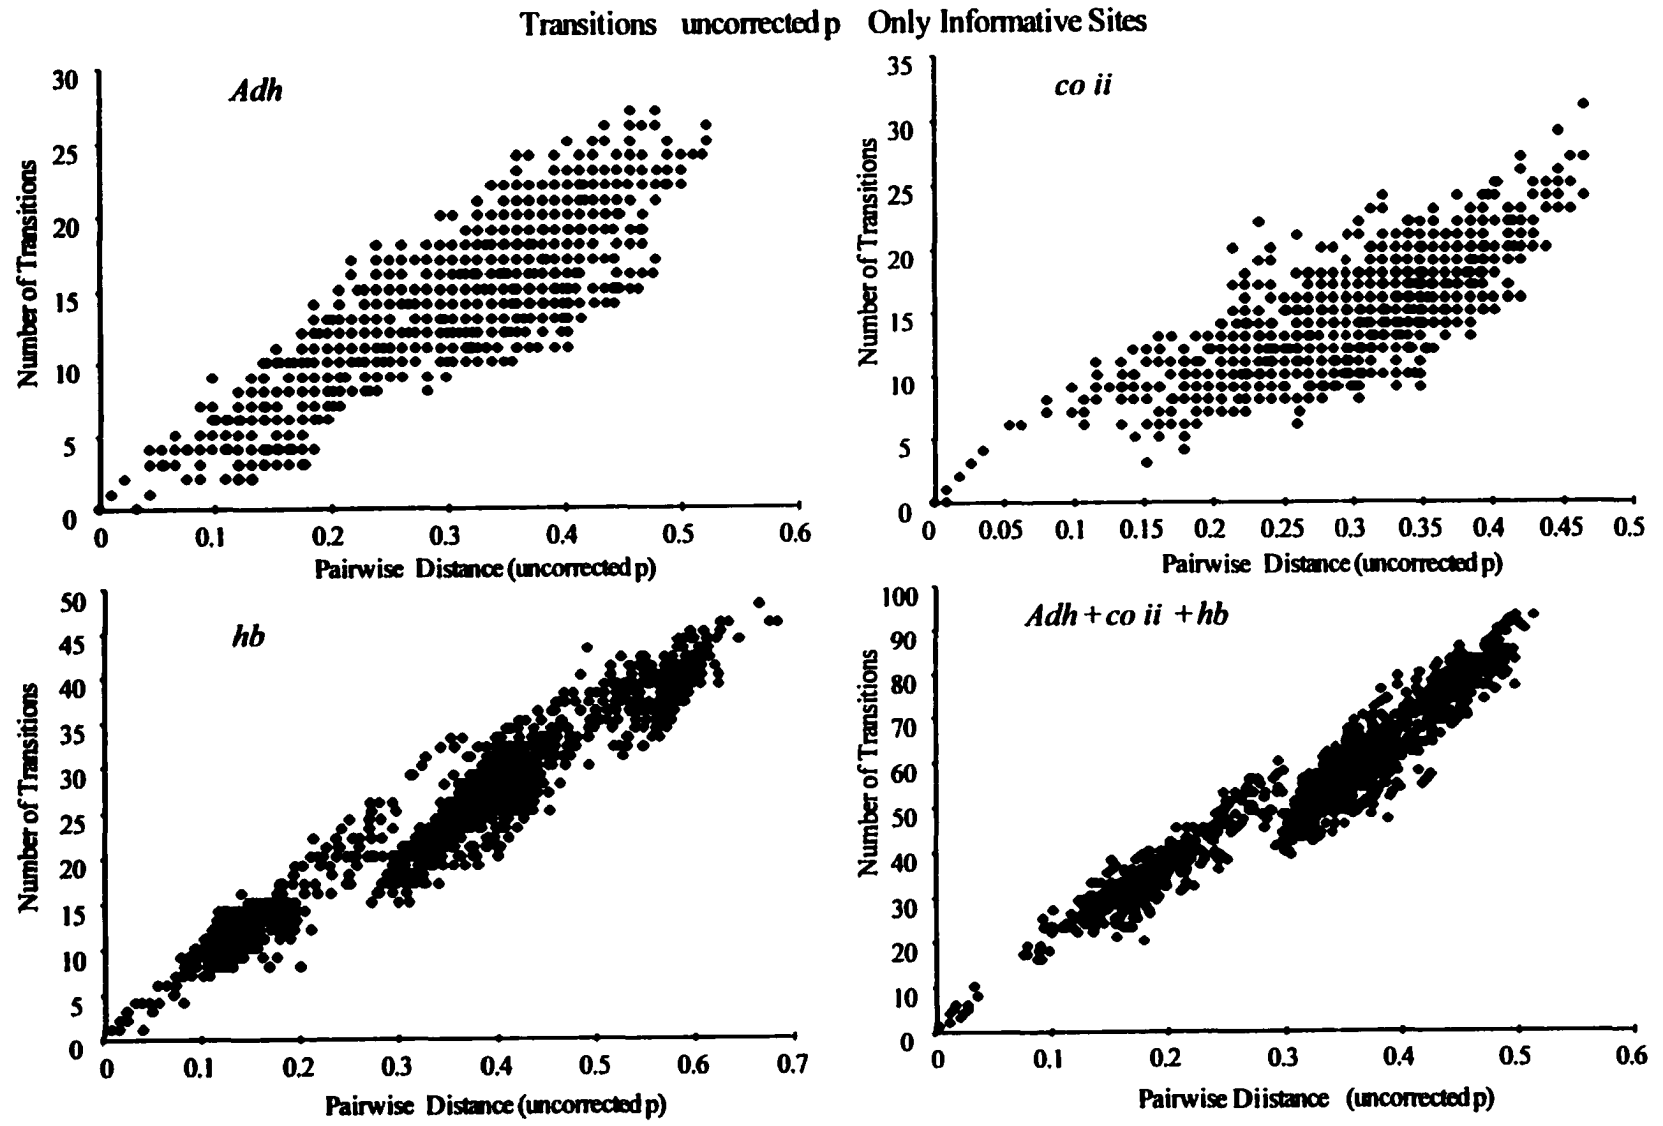 Transitions uncorrected p Only Informative Sites
Adh
30
25
20
15
10
5
0
Number of Transitions
0 0.1 0.2 0.3 0.4 0.5 0.6
Pairwise Distance (uncorrected p)
co ii
35
30
25
20
15
10
5
0
Number of Transitions
0 0.05 0.1 0.15 0.2 0.25 0.3 0.35 0.4 0.45 0.5
Pairwise Distance (uncorrected p)
hb
50
45
40
35
30
25
20
15
10
5
0
Number of Transitions
0 0.1 0.2 0.3 0.4 0.5 0.6 0.7
Pairwise Distance (uncorrected p)
Adh + co ii + hb
100
90
80
70
60
50
40
30
20
10
0
Number of Transitions
0 0.1 0.2 0.3 0.4 0.5 0.6
Pairwise Diistance (uncorrected p)